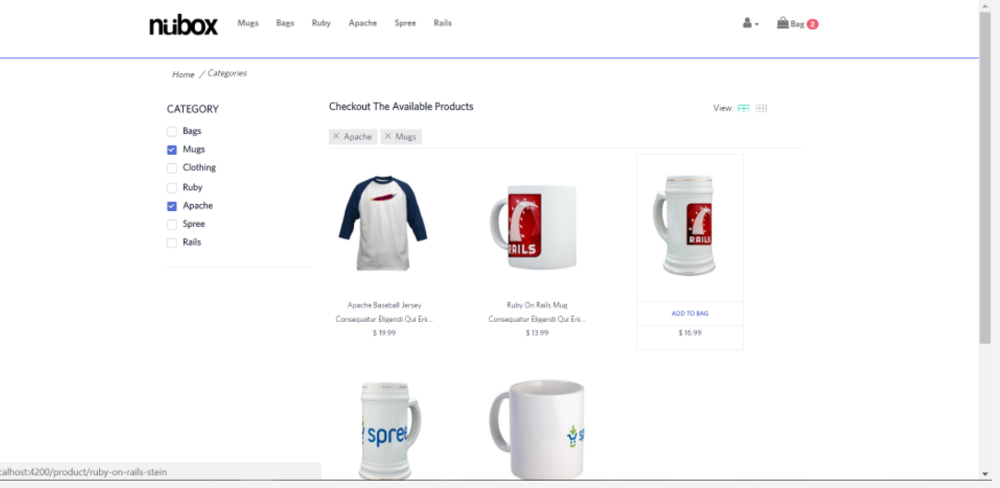 nübox Mugs Bags Ruby Apache Spree Rails Bag 2
Home / Categories
CATEGORY
Bags
Mugs
Clothing
Ruby
Apache
Spree
Rails
Checkout The Available Products
View:
× Apache × Mugs
RAILS
RAILS
Apache Baseball Jersey
Consequatur Eligendi Qui Eni...
$ 19.99
Ruby On Rails Mug
Consequatur Eligendi Qui Eni...
$ 13.99
ADD TO BAG
$ 16.99
spree
sp
calhost:4200/product/ruby-on-rails-stein